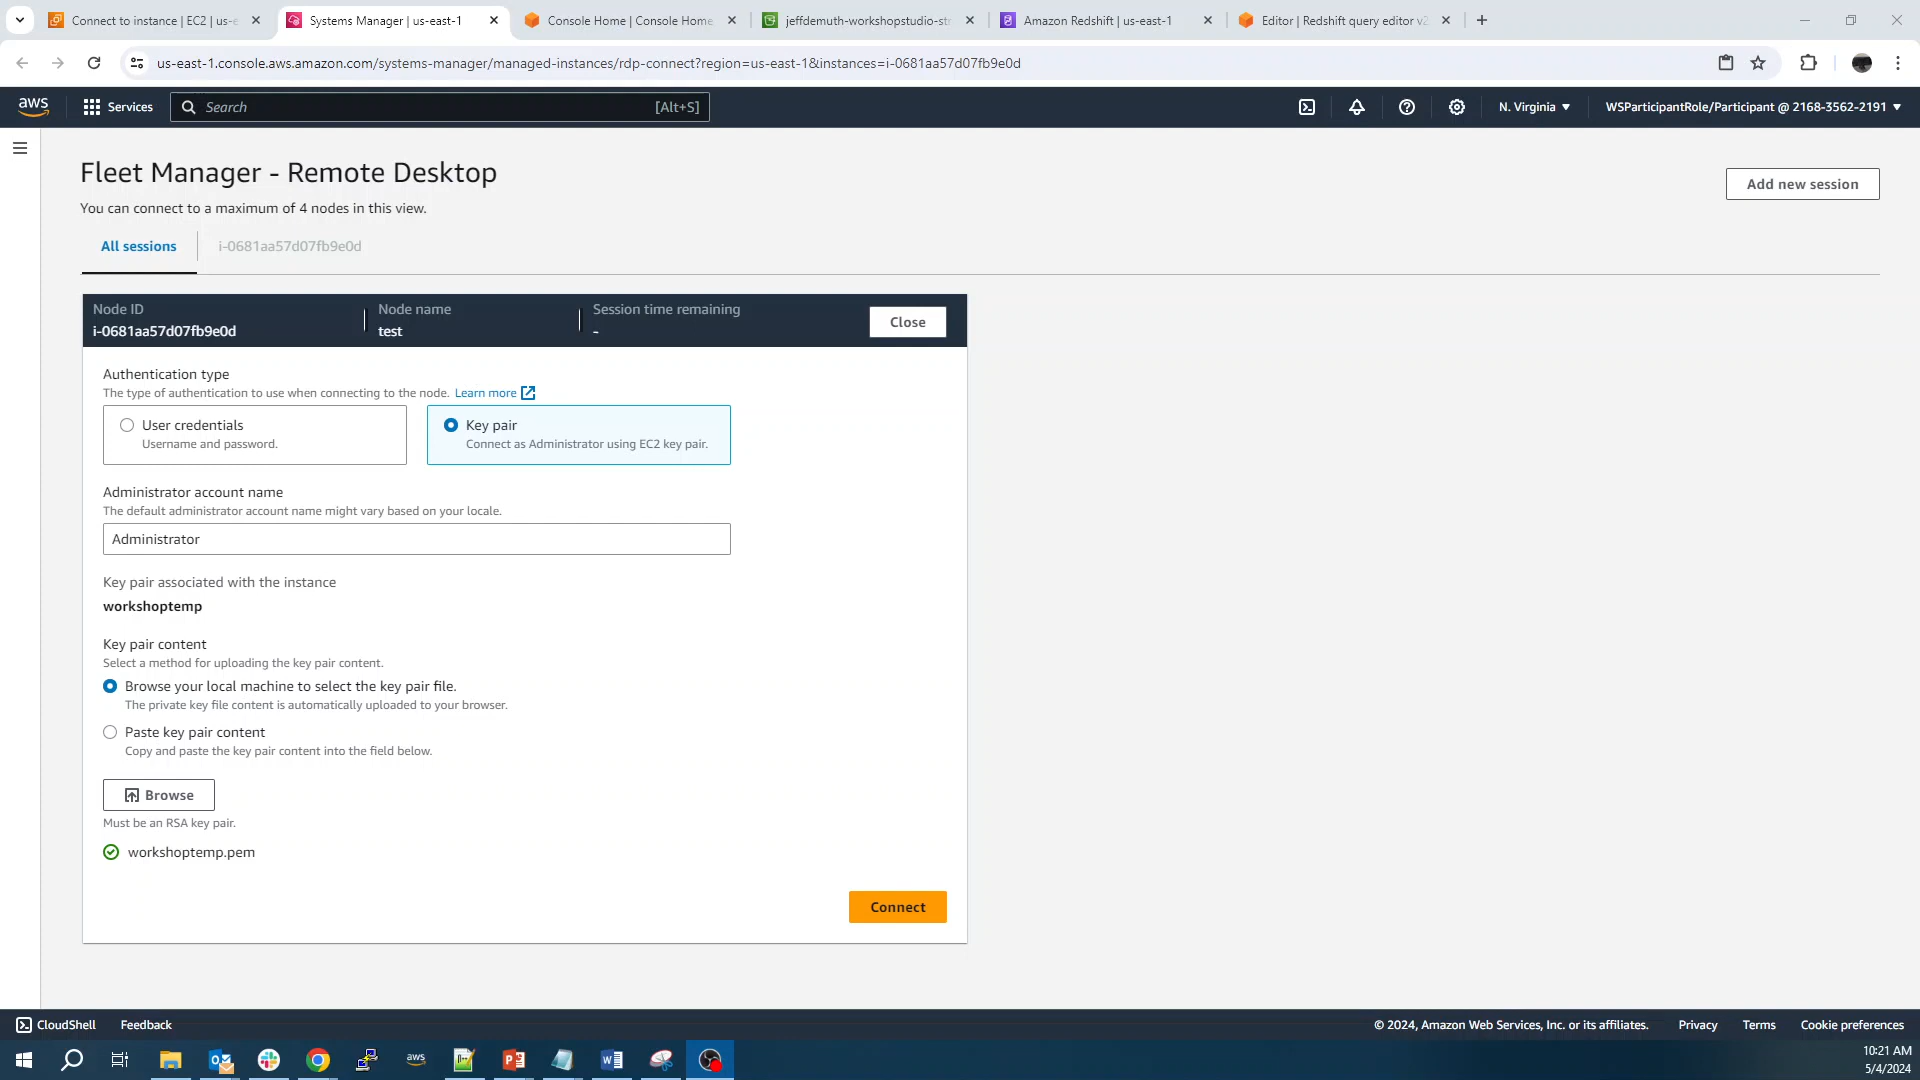 Connect to instance | EC2 | us-e
Systems Manager | us-east-1
Console Home | Console Home
jeffdemuth-workshopstudio-str
Amazon Redshift | us-east-1
Editor | Redshift query editor v2
us-east-1.console.aws.amazon.com/systems-manager/managed-instances/rdp-connect?region=us-east-1&instances=i-0681aa57d07fb9e0d
aws
Services
Search
[Alt+S]
N. Virginia
WSParticipantRole/Participant @ 2168-3562-2191
Fleet Manager - Remote Desktop
Add new session
You can connect to a maximum of 4 nodes in this view.
All sessions
i-0681aa57d07fb9e0d
Node ID
i-0681aa57d07fb9e0d
Node name
test
Session time remaining
-
Close
Authentication type
The type of authentication to use when connecting to the node. Learn more
User credentials
Username and password.
Key pair
Connect as Administrator using EC2 key pair.
Administrator account name
The default administrator account name might vary based on your locale.
Administrator
Key pair associated with the instance
workshoptemp
Key pair content
Select a method for uploading the key pair content.
Browse your local machine to select the key pair file.
The private key file content is automatically uploaded to your browser.
Paste key pair content
Copy and paste the key pair content into the field below.
Browse
Must be an RSA key pair.
workshoptemp.pem
Connect
CloudShell
Feedback
© 2024, Amazon Web Services, Inc. or its affiliates.
Privacy
Terms
Cookie preferences
aws
10:21 AM
5/4/2024